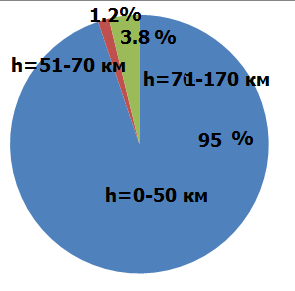 1.2%
3.8 %
h=51-70 км
h=71-170 км
95 %
h=0-50 км